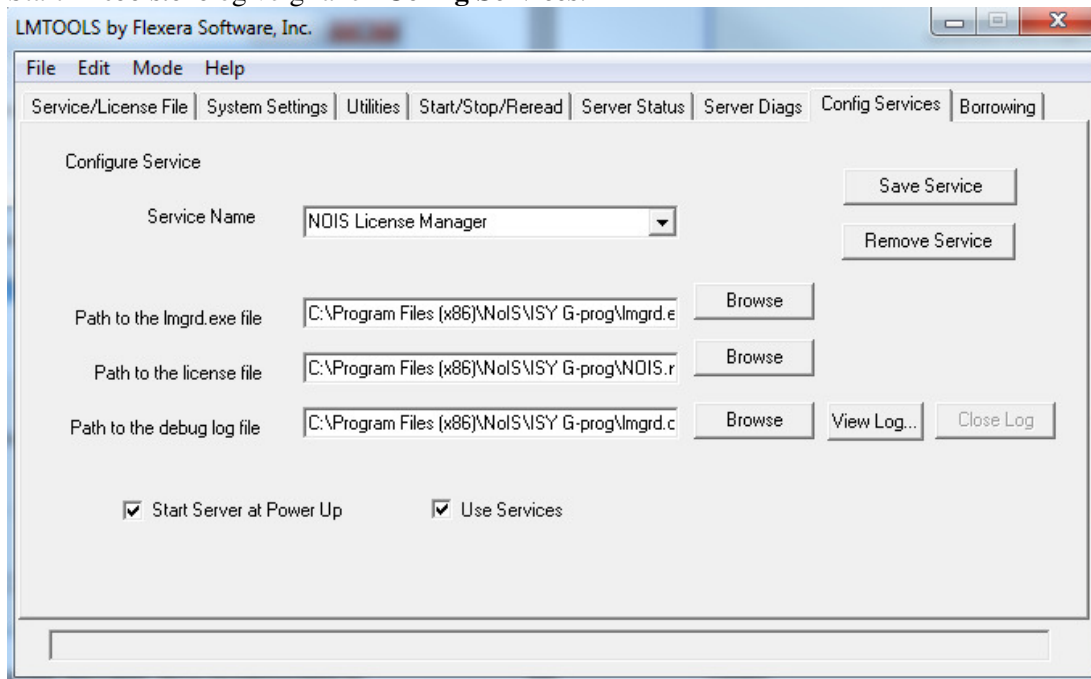 LMTOOLS by Flexera Software, Inc.
File Edit Mode Help
Service/License File System Settings Utilities Start/Stop/Reread Server Status Server Diags Config Services Borrowing
Configure Service
Save Service
Service Name NOIS License Manager
Remove Service
Path to the lmgrd.exe file C:\Program Files (x86)\NoIS\ISY G-prog\lmgrd.e Browse
Path to the license file C:\Program Files (x86)\NoIS\ISY G-prog\NOIS.r Browse
Path to the debug log file C:\Program Files (x86)\NoIS\ISY G-prog\lmgrd.c Browse View Log... Close Log
Start Server at Power Up Use Services